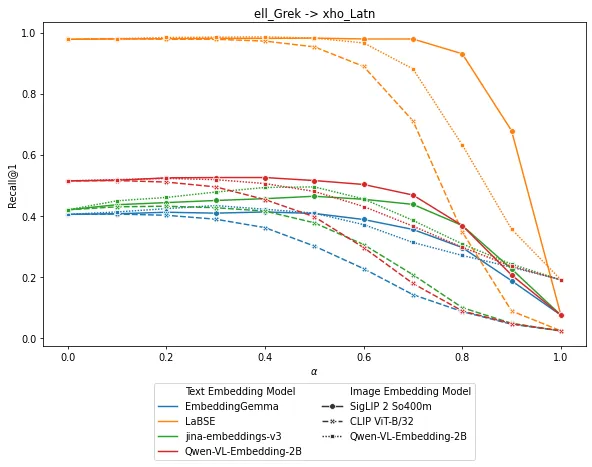 ell_Grek -> xho_Latn
1.0
0.8
0.6
0.4
0.2
0.0
Recall@1
0.0 0.2 0.4 0.6 0.8 1.0
α
Text Embedding Model Image Embedding Model
EmbeddingGemma SigLIP 2 So400m
LaBSE CLIP ViT-B/32
jina-embeddings-v3 Qwen-VL-Embedding-2B
Qwen-VL-Embedding-2B